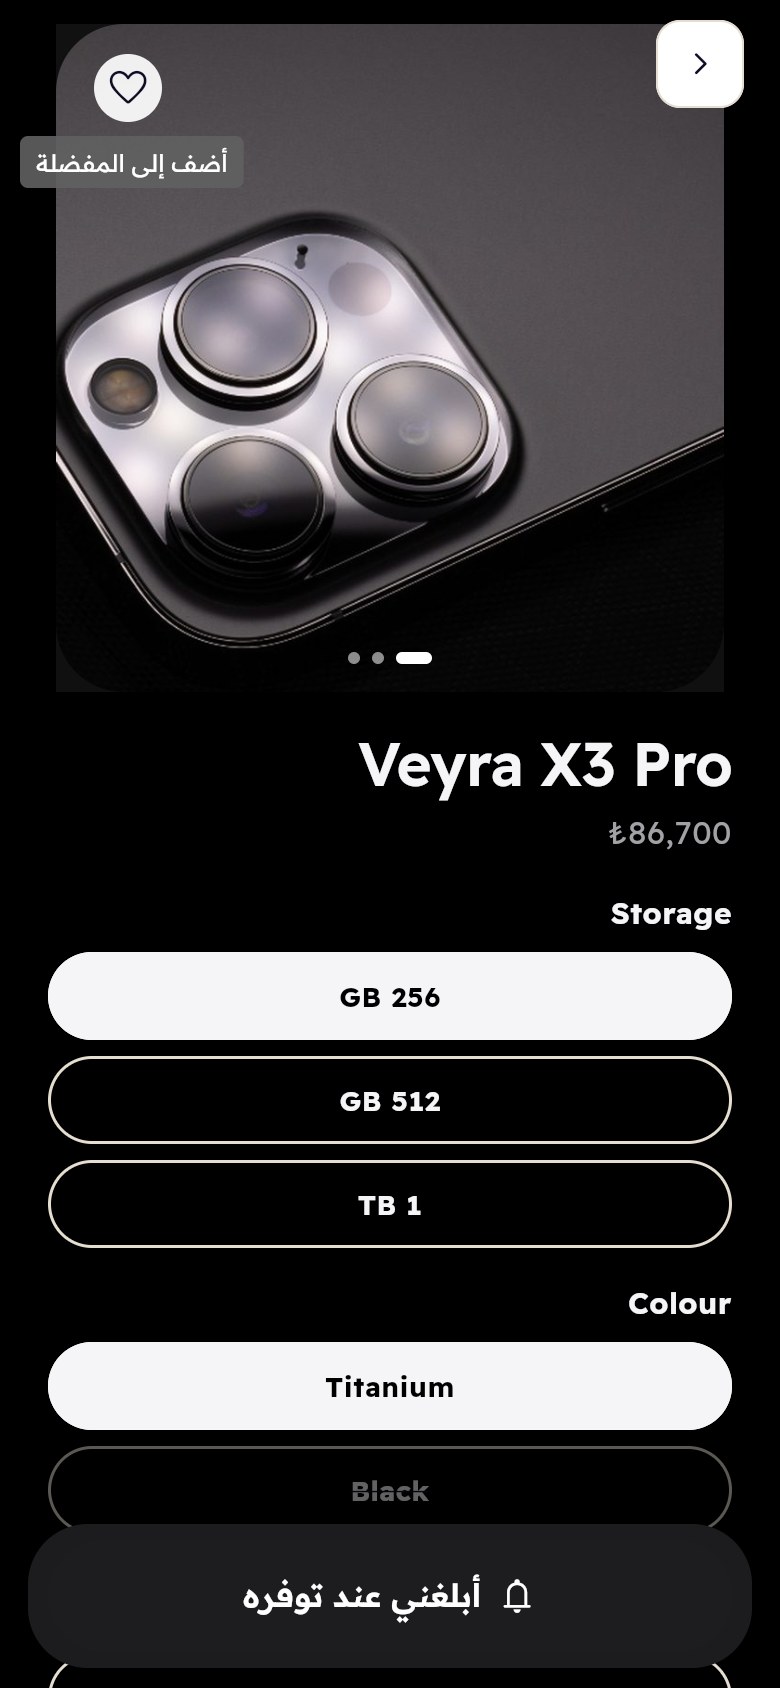 أضف إلى المفضلة
Veyra X3 Pro
₺86,700
Storage
GB 256
GB 512
TB 1
Colour
Titanium
Black
أبلغني عند توفره